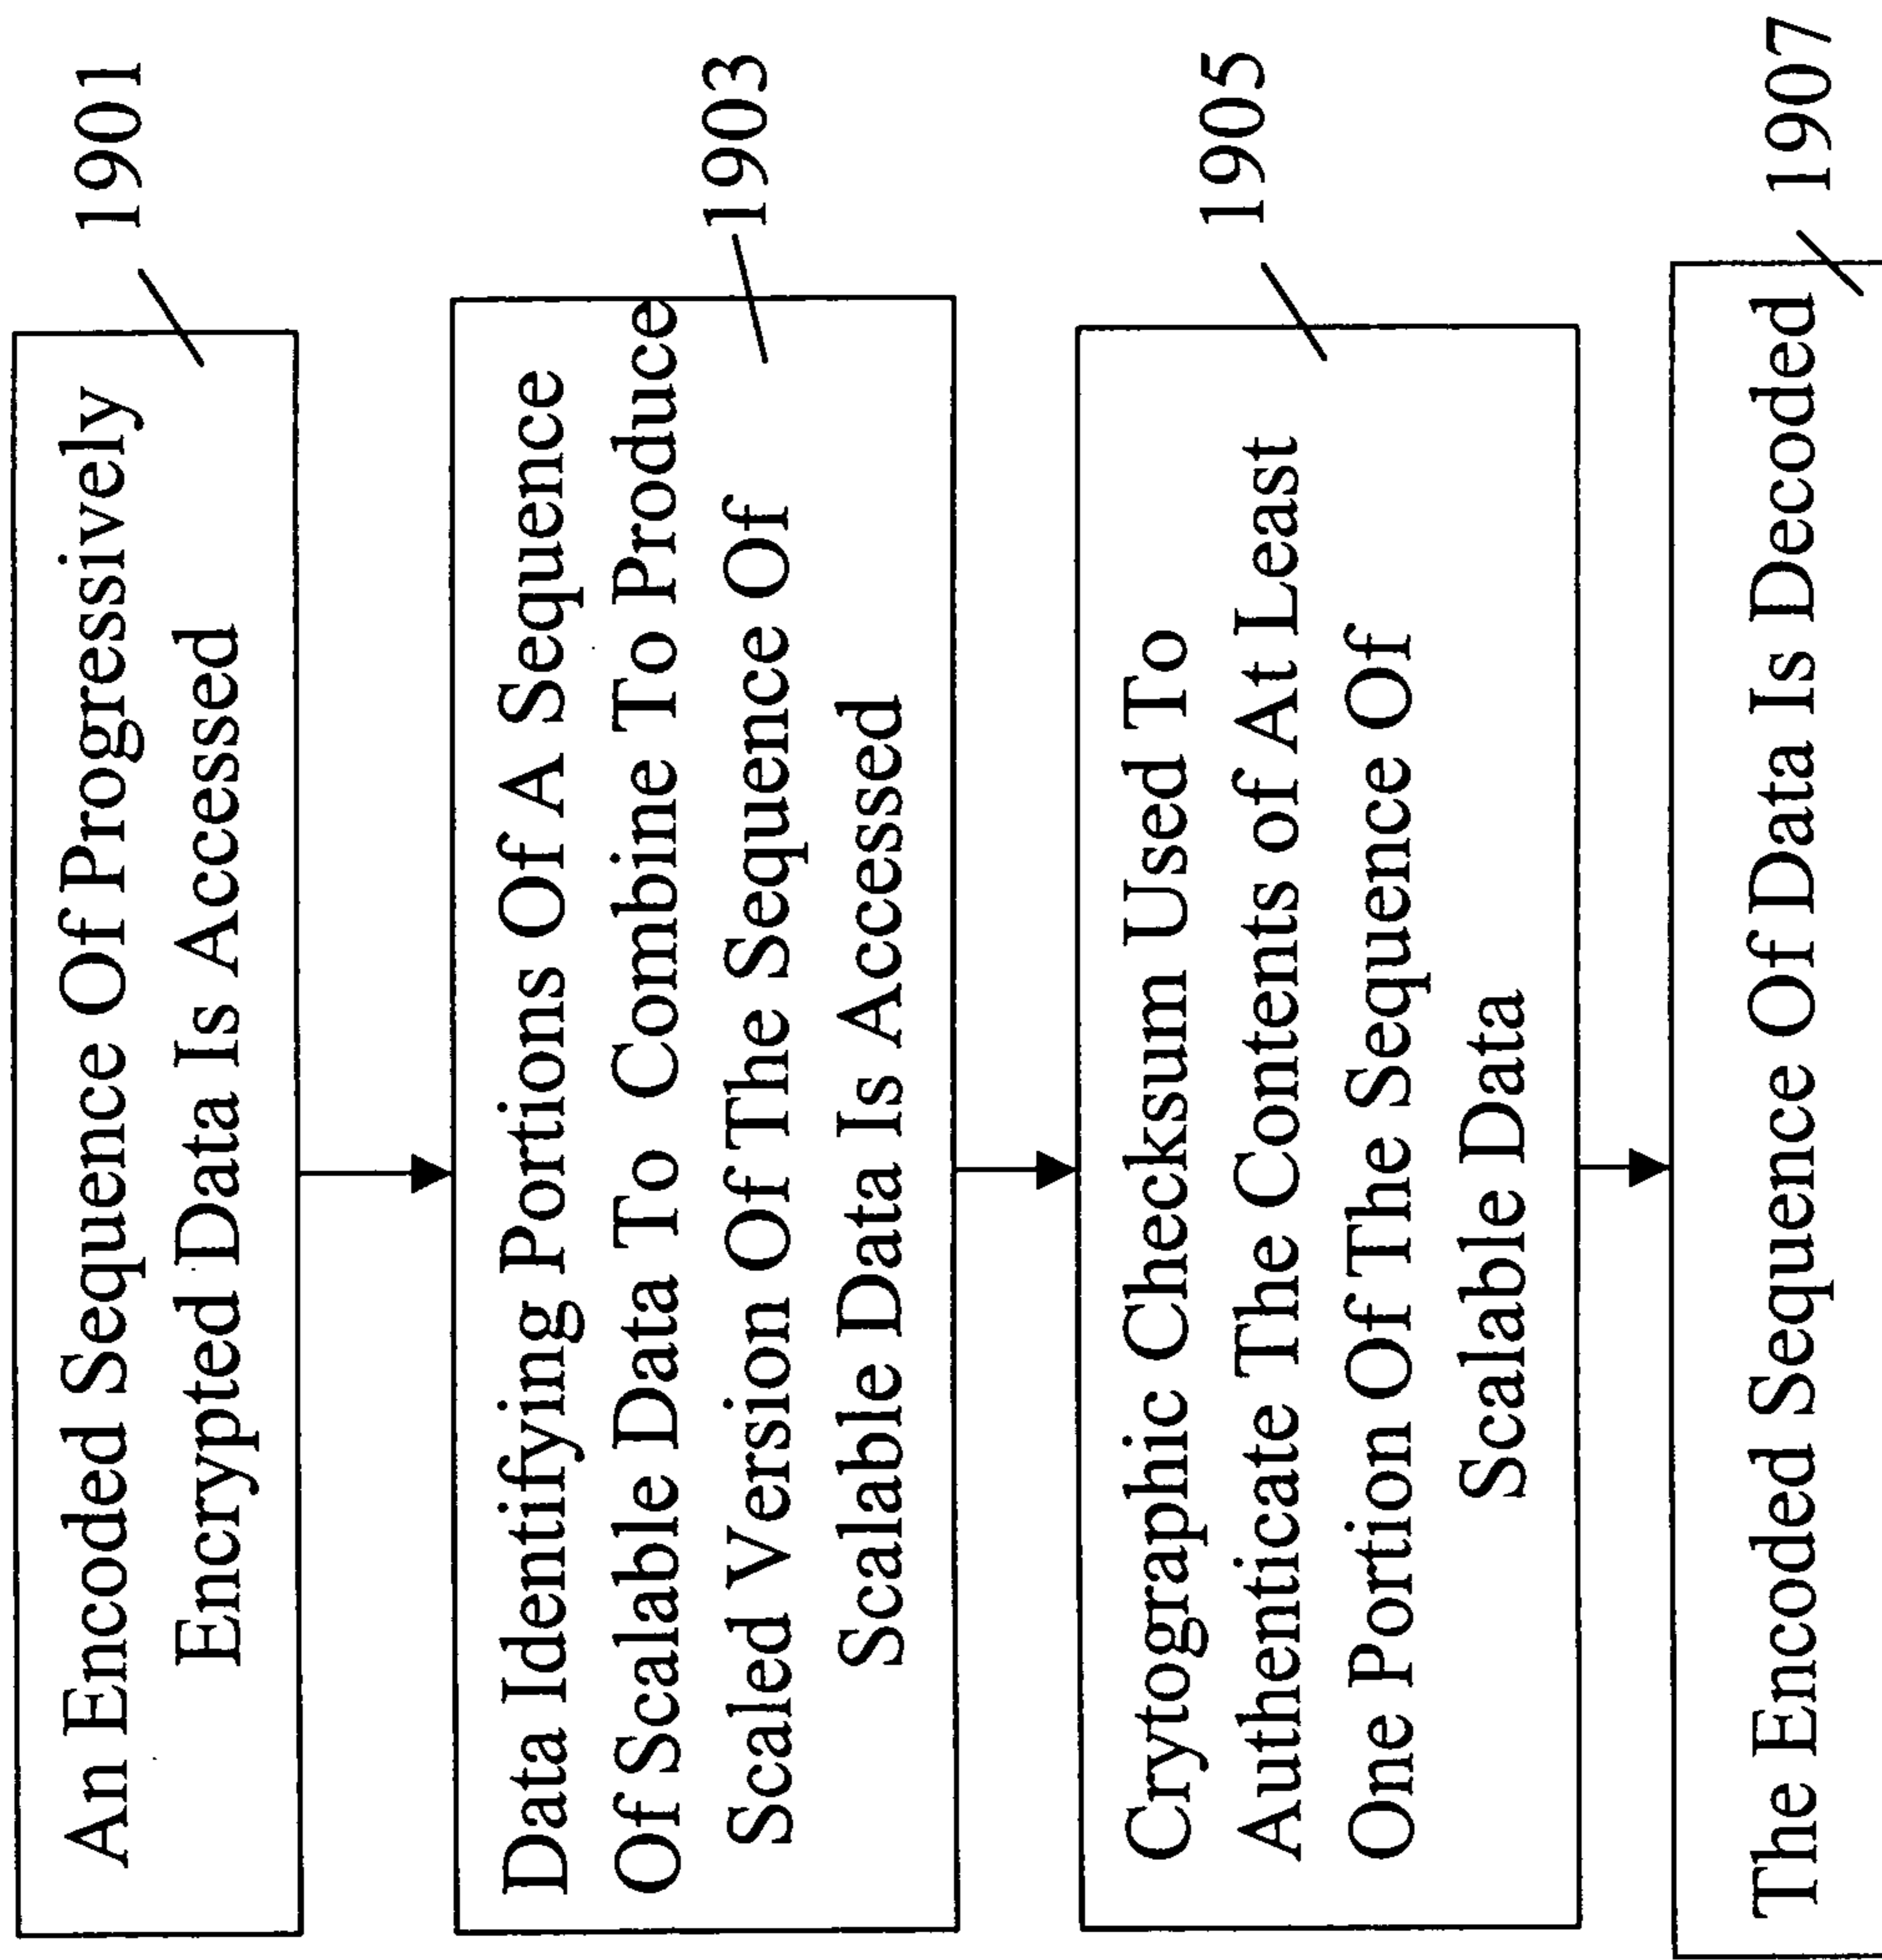 An Encoded Sequence Of Progressively
Encrypted Data Is Accessed
1901
Data Identifying Portions Of A Sequence
Of Scalable Data To Combine To Produce
Scaled Version Of The Sequence Of
Scalable Data Is Accessed
1903
Crytographic Checksum Used To
Authenticate The Contents of At Least
One Portion Of The Sequence Of
Scalable Data
1905
The Encoded Sequence Of Data Is Decoded
1907